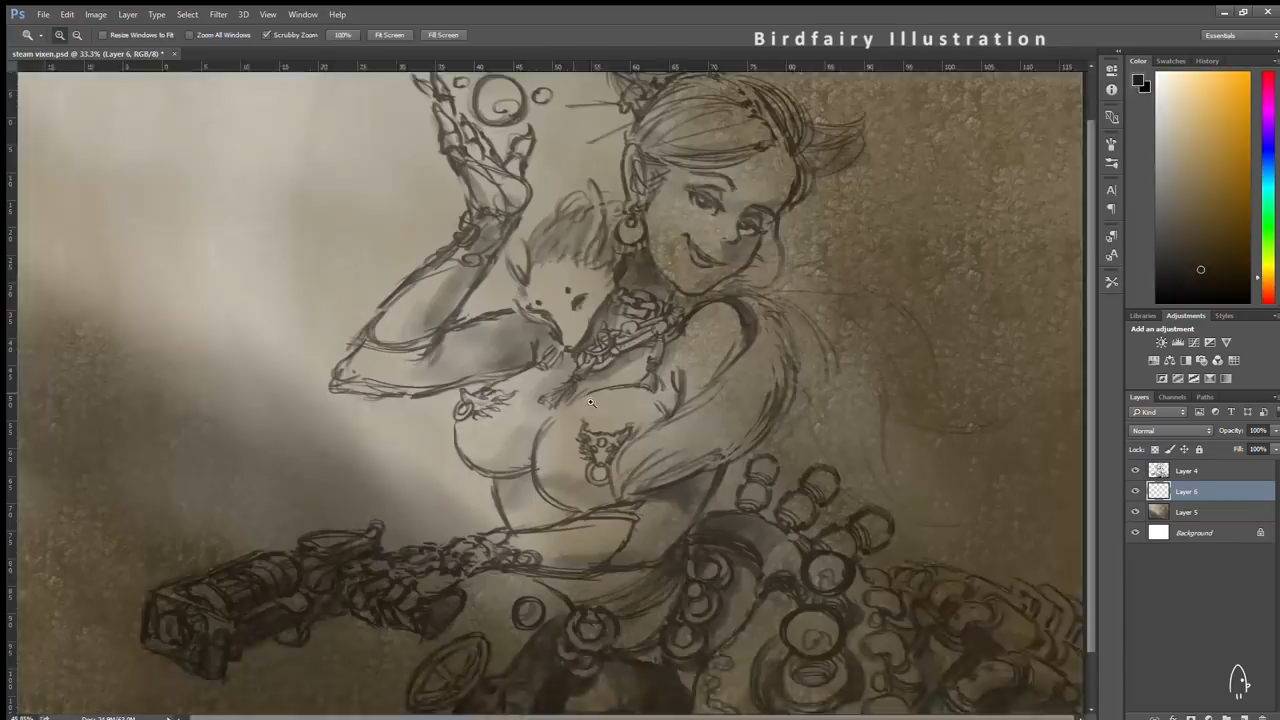 Ps File Edit Image Layer Type Select Filter 3D View Window Help
Resize Windows to Fit Zoom All Windows Scrubby Zoom 100% Fit Screen Fill Screen
Birdfairy Illustration
Essentials
steam vixen.psd @ 33.3% (Layer 6, RGB/8) *
Color Swatches History
Libraries Adjustments Styles
Add an adjustment
Layers Channels Paths
Kind
Normal Opacity: 100%
Lock: Fill: 100%
Layer 4
Layer 6
Layer 5
Background